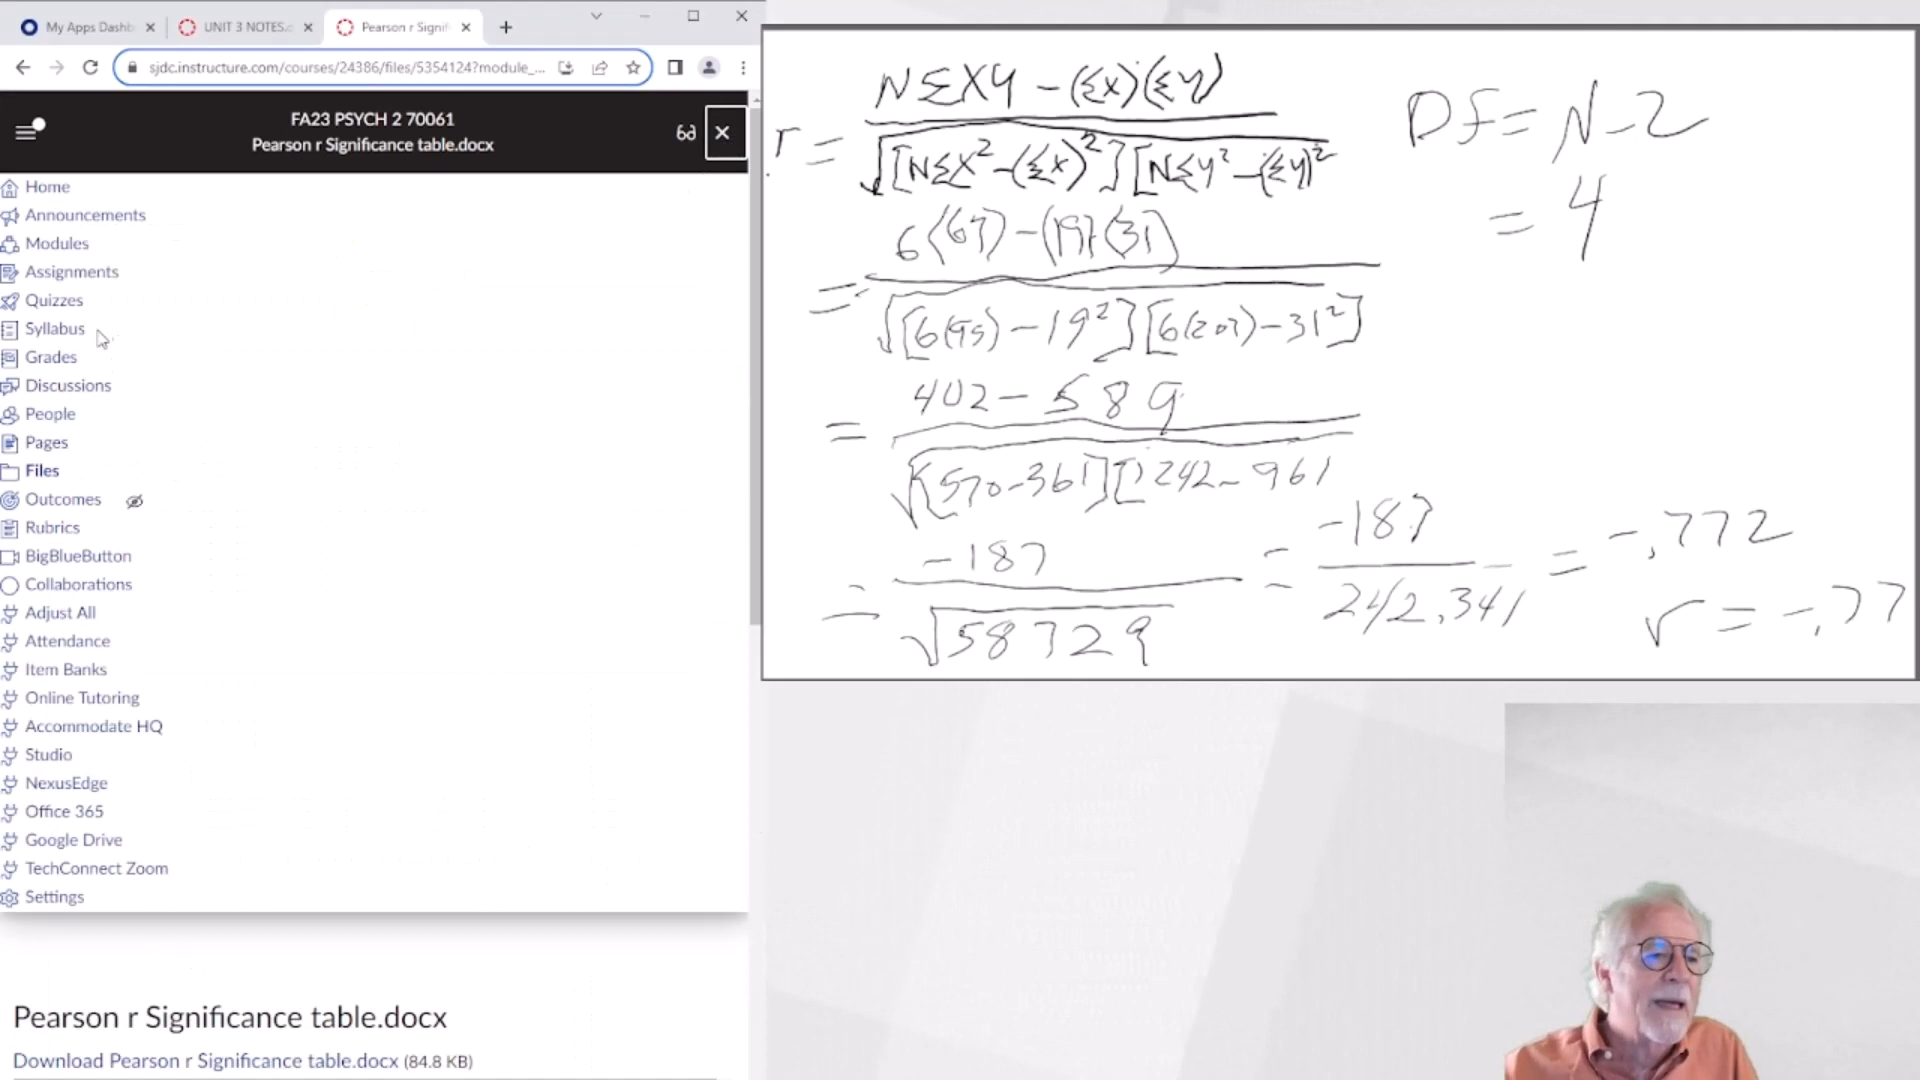 My Apps Dashb
UNIT 3 NOTES.c
Pearson r Signif
sjdc.instructure.com/courses/24386/files/5354124?module_...
FA23 PSYCH 2 70061
Pearson r Significance table.docx
Home
Announcements
Modules
Assignments
Quizzes
Syllabus
Grades
Discussions
People
Pages
Files
Outcomes
Rubrics
BigBlueButton
Collaborations
Adjust All
Attendance
Item Banks
Online Tutoring
Accommodate HQ
Studio
NexusEdge
Office 365
Google Drive
TechConnect Zoom
Settings
Pearson r Significance table.docx
Download Pearson r Significance table.docx (84.8 KB)
NΣXY - (Σx)(Σy)
r = √[NΣX² - (Σx)²][NΣY² - (Σy)²
6(67) - (19)(31)
= √[6(95) - 19²][6(207) - 31²]
402 - 589
= √[570 - 361][1242 - 961
-187
= √58729
= -187
242.341
= -.772
r = -.77
Df = N - 2
= 4